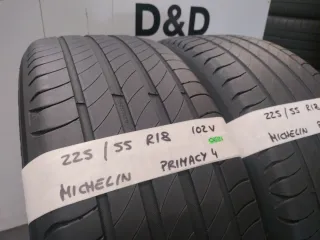 D&D
225/55 R18 102V
MICHELIN PRIMACY 4
225/55 R18
MICHELIN